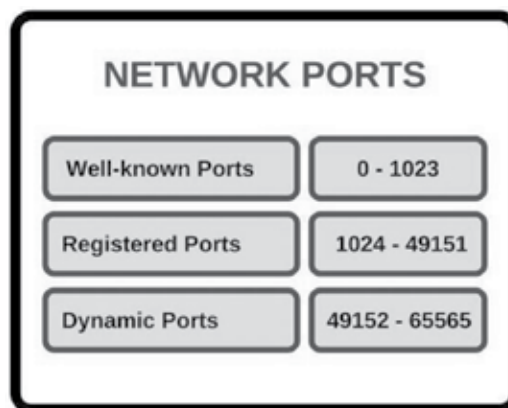 NETWORK PORTS
Well-known Ports 0 - 1023
Registered Ports 1024 - 49151
Dynamic Ports 49152 - 65565